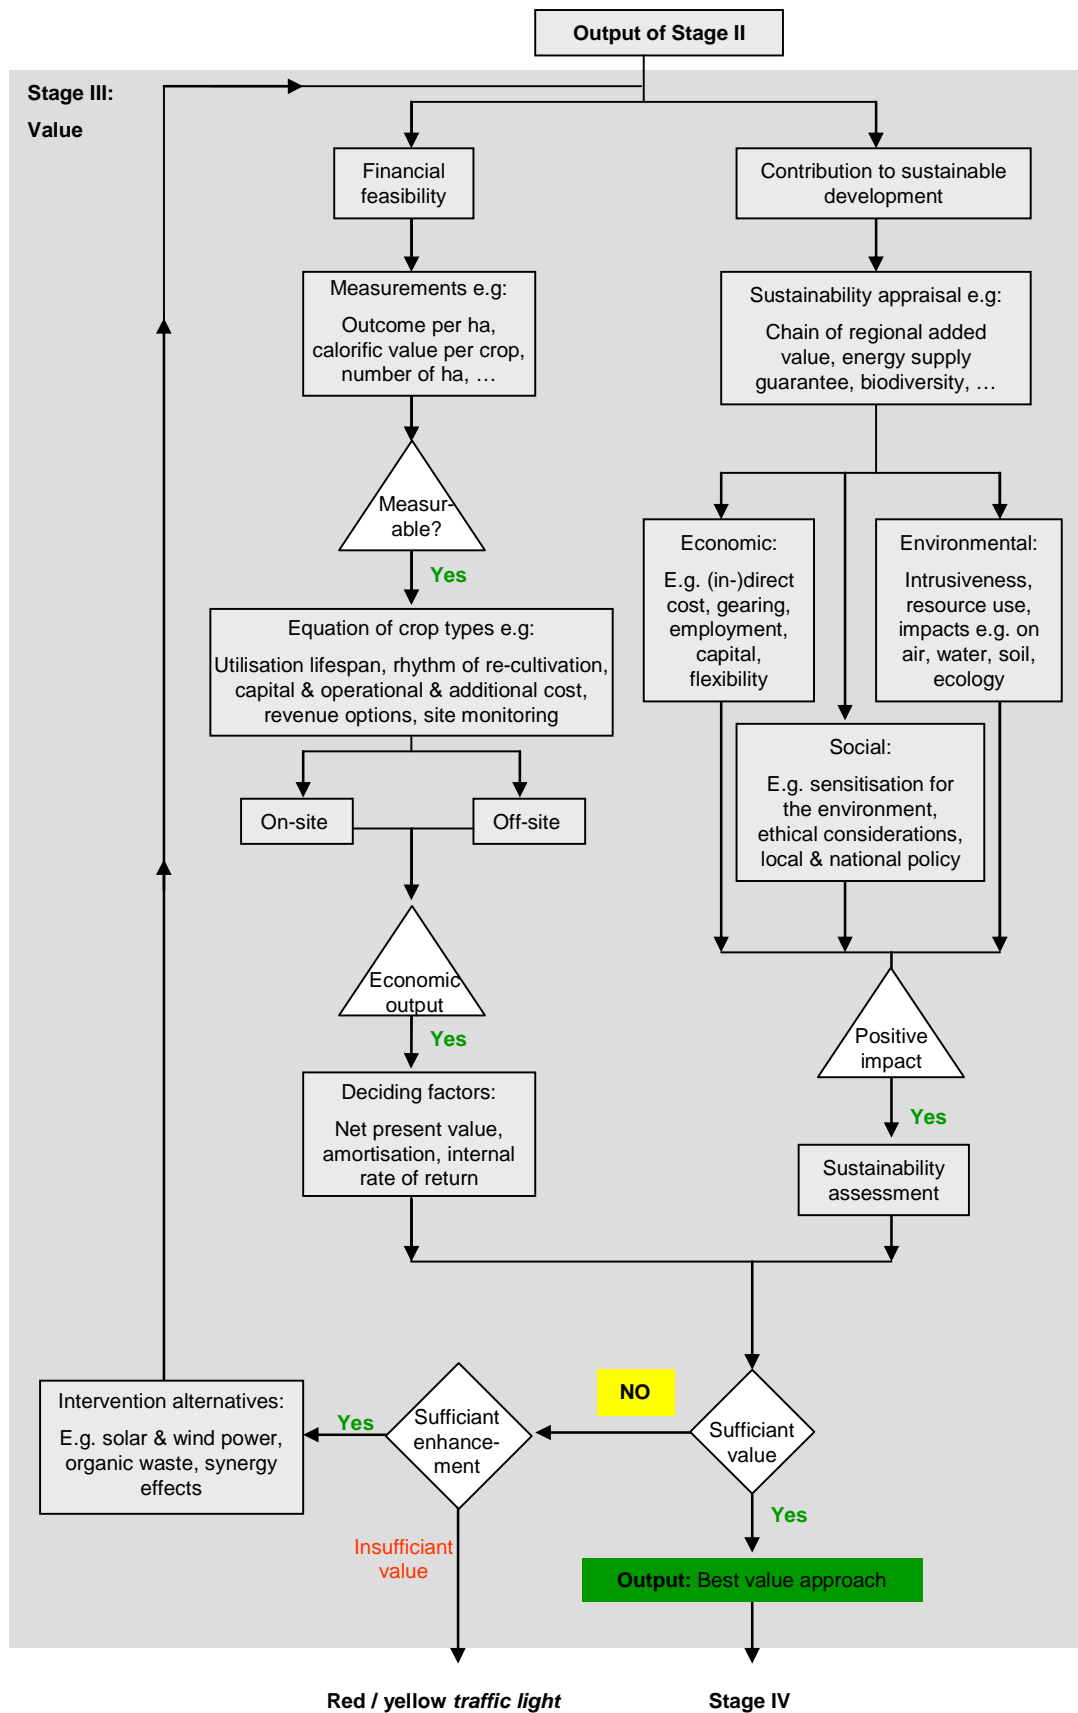 Output of Stage II
Stage III:
Value
Financial
feasibility
Contribution to sustainable
development
Measurements e.g:
Outcome per ha,
calorific value per crop,
number of ha, …
Sustainability appraisal e.g:
Chain of regional added
value, energy supply
guarantee, biodiversity, …
Measur-
able?
Yes
Economic:
E.g. (in-)direct
cost, gearing,
employment,
capital,
flexibility
Environmental:
Intrusiveness,
resource use,
impacts e.g. on
air, water, soil,
ecology
Equation of crop types e.g:
Utilisation lifespan, rhythm of re-cultivation,
capital & operational & additional cost,
revenue options, site monitoring
Social:
E.g. sensitisation for
the environment,
ethical considerations,
local & national policy
On-site
Off-site
Economic
output
Yes
Positive
impact
Yes
Deciding factors:
Net present value,
amortisation, internal
rate of return
Sustainability
assessment
Intervention alternatives:
E.g. solar & wind power,
organic waste, synergy
effects
Yes
Sufficient
enhance-
ment
NO
Sufficient
value
Yes
Insufficiant
value
Output: Best value approach
Red / yellow traffic light
Stage IV